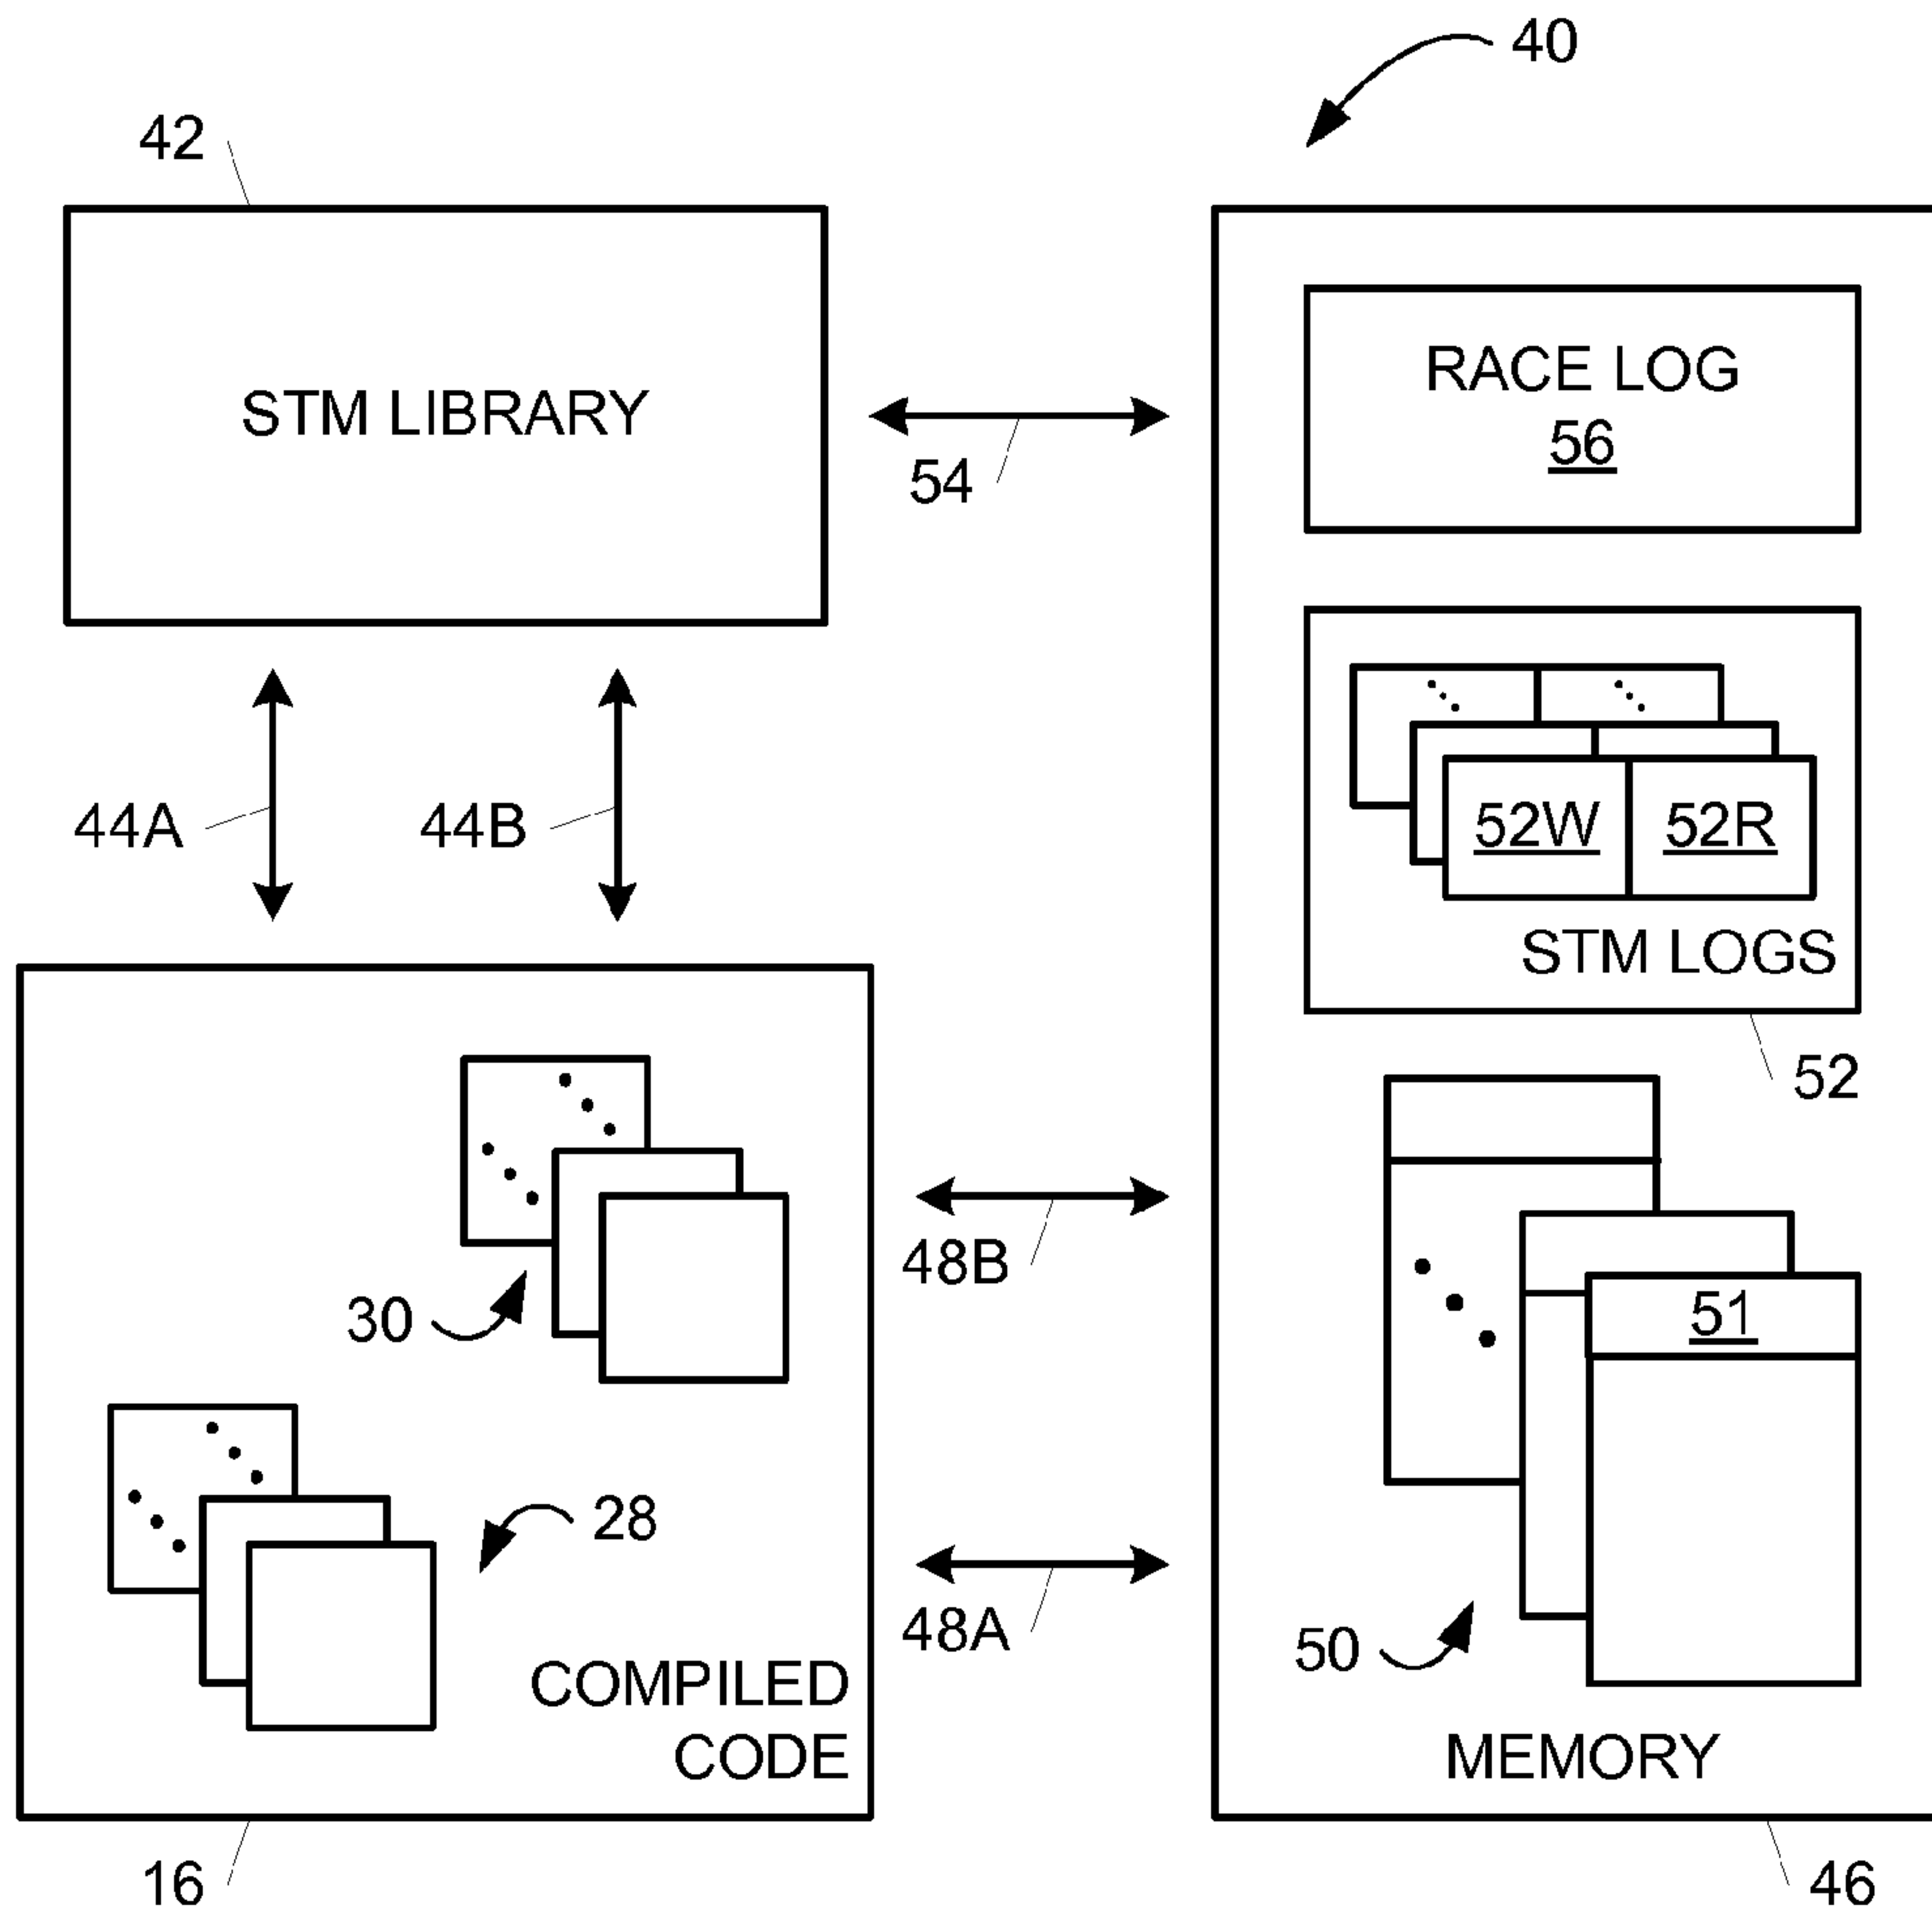 40
42
STM LIBRARY
RACE LOG
56
54
44A
44B
52W
52R
STM LOGS
52
48B
30
51
28
48A
50
COMPILED
CODE
MEMORY
16
46